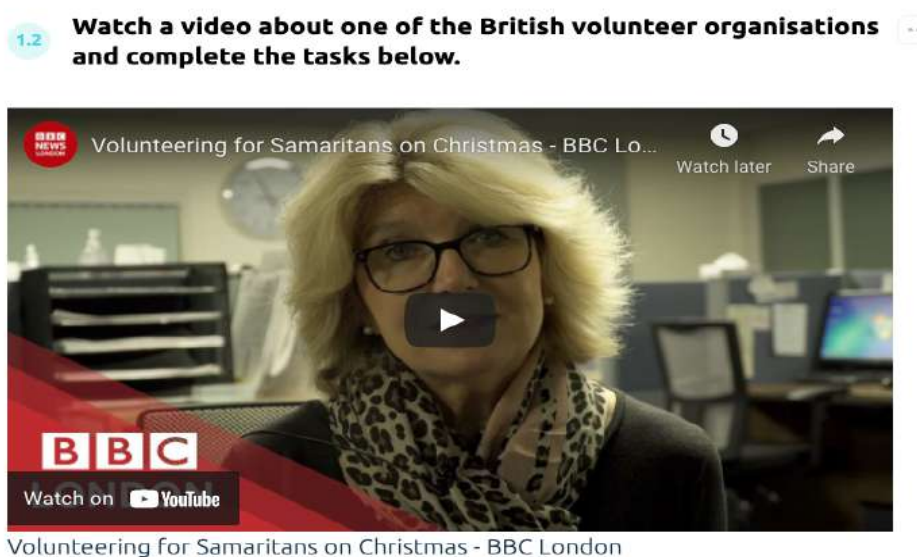 1.2
Watch a video about one of the British volunteer organisations
and complete the tasks below.
BBC
NEWS
LONDON
Volunteering for Samaritans on Christmas - BBC Lo...
Watch later
Share
BBC
LONDON
Watch on YouTube
Volunteering for Samaritans on Christmas - BBC London